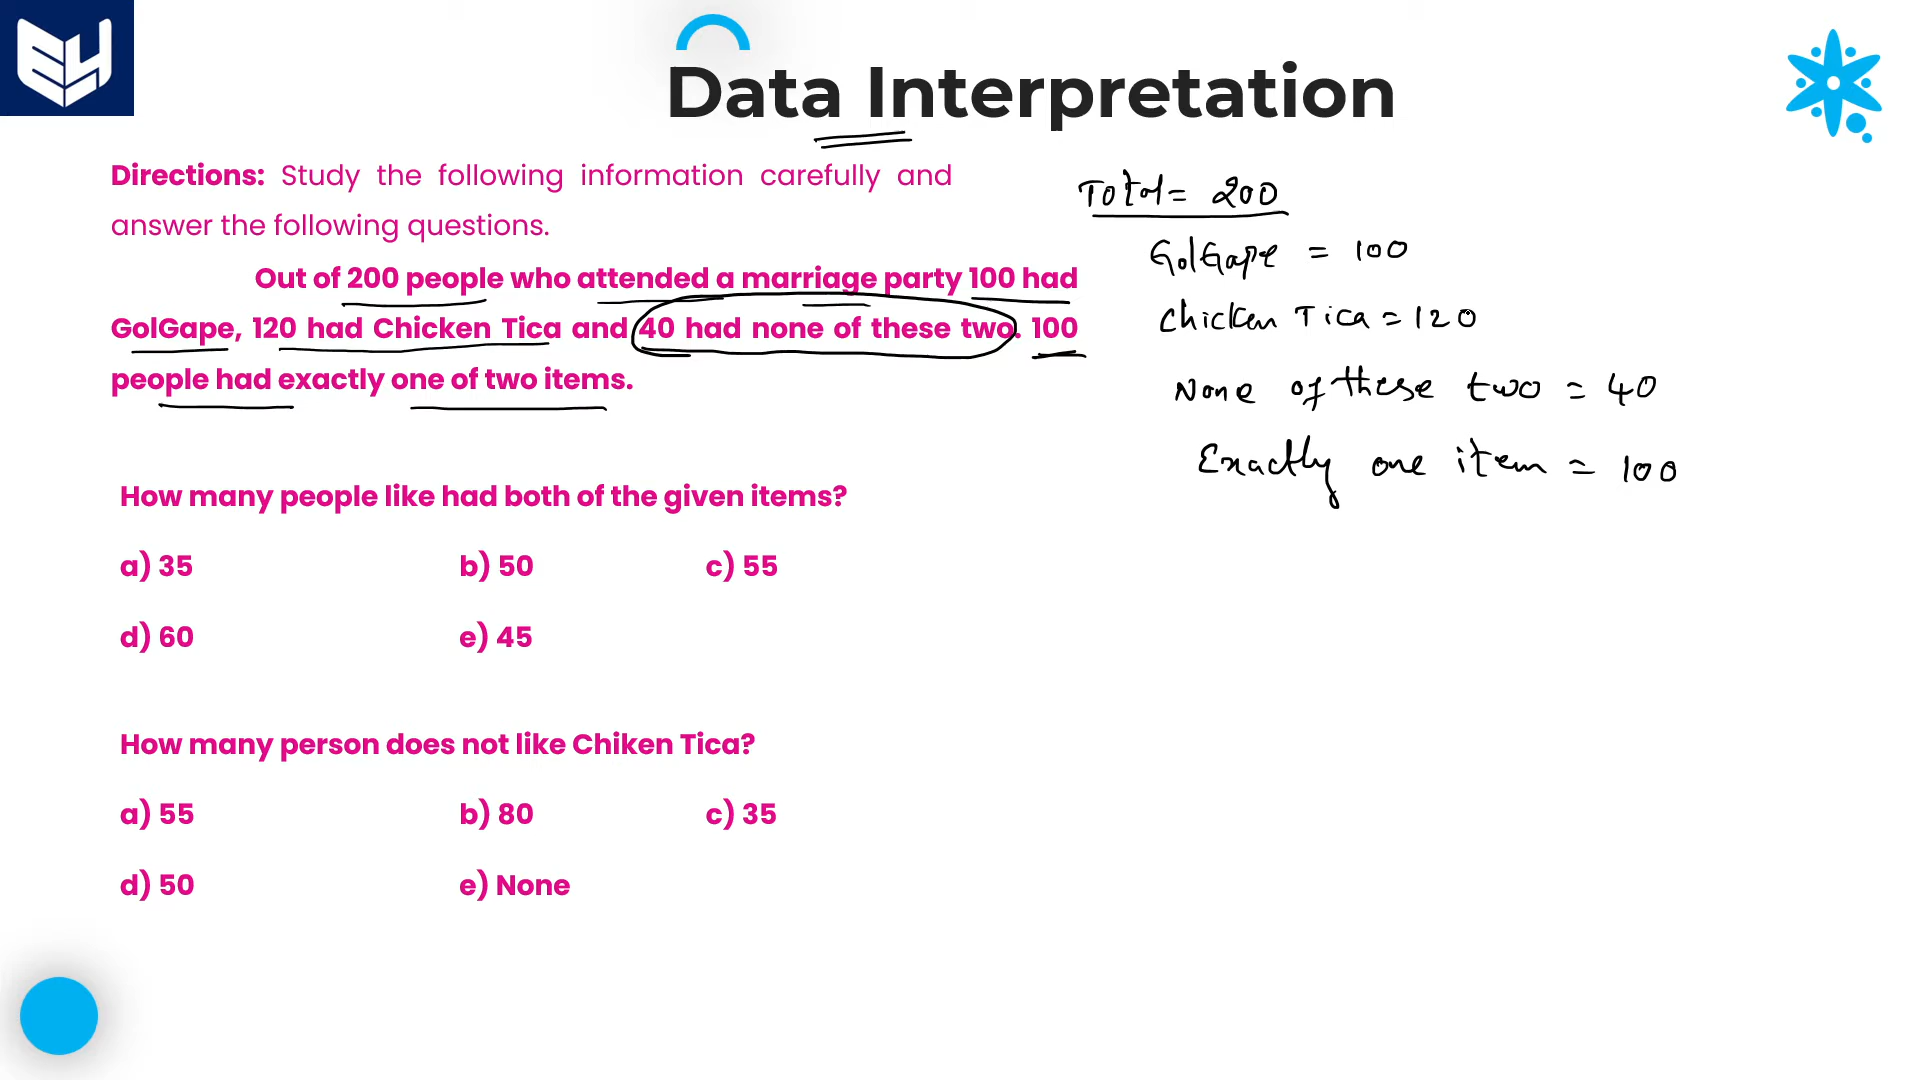 Data Interpretation
Directions: Study the following information carefully and
answer the following questions.
Out of 200 people who attended a marriage party 100 had
GolGape, 120 had Chicken Tica and 40 had none of these two. 100
people had exactly one of two items.
How many people like had both of the given items?
a) 35 b) 50 c) 55
d) 60 e) 45
How many person does not like Chiken Tica?
a) 55 b) 80 c) 35
d) 50 e) None
Total = 200
GolGape = 100
Chicken Tica = 120
None of these two = 40
Exactly one item = 100